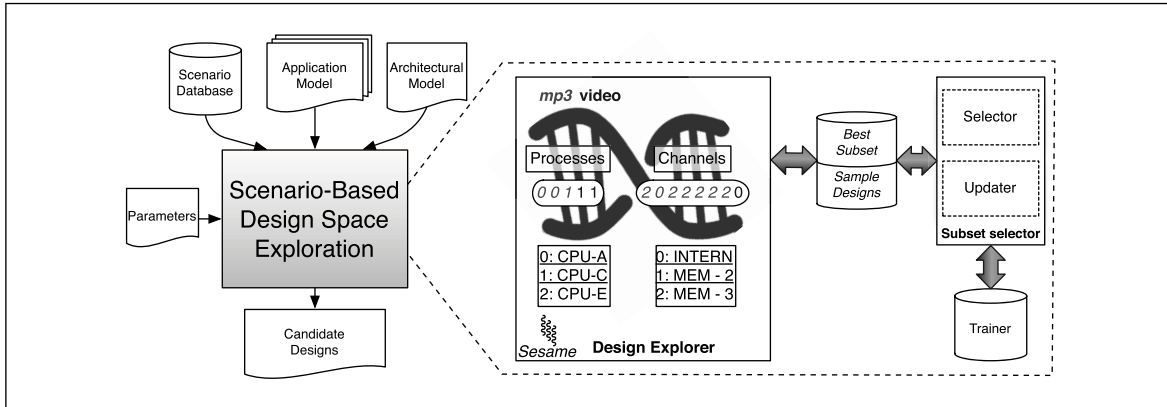 Scenario
Database
Application
Model
Architectural
Model
Parameters
Scenario-Based
Design Space
Exploration
Candidate
Designs
mp3 video
Processes
Channels
0 0 1 1 1
2 0 2 2 2 2 2 0
0: CPU-A
1: CPU-C
2: CPU-E
0: INTERN
1: MEM - 2
2: MEM - 3
Sesame
Design Explorer
Best
Subset
Sample
Designs
Selector
Updater
Subset selector
Trainer